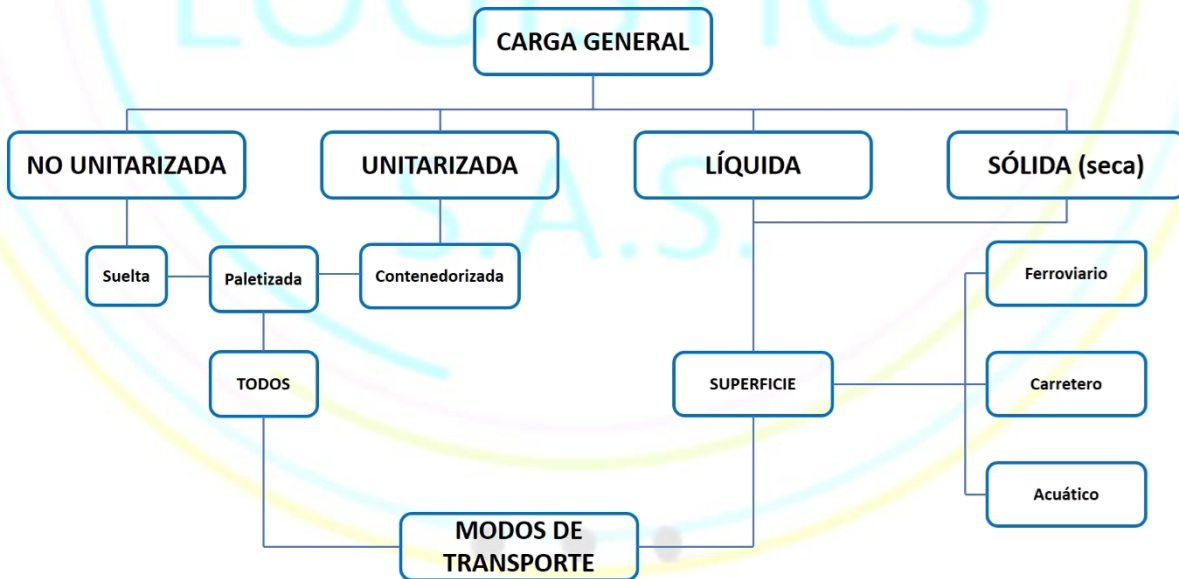 LOGISTICS
S.A.S.
CARGA GENERAL
NO UNITARIZADA
UNITARIZADA
LÍQUIDA
SÓLIDA (seca)
Suelta
Paletizada
Contenedorizada
Ferroviario
TODOS
SUPERFICIE
Carretero
Acuático
MODOS DE
TRANSPORTE